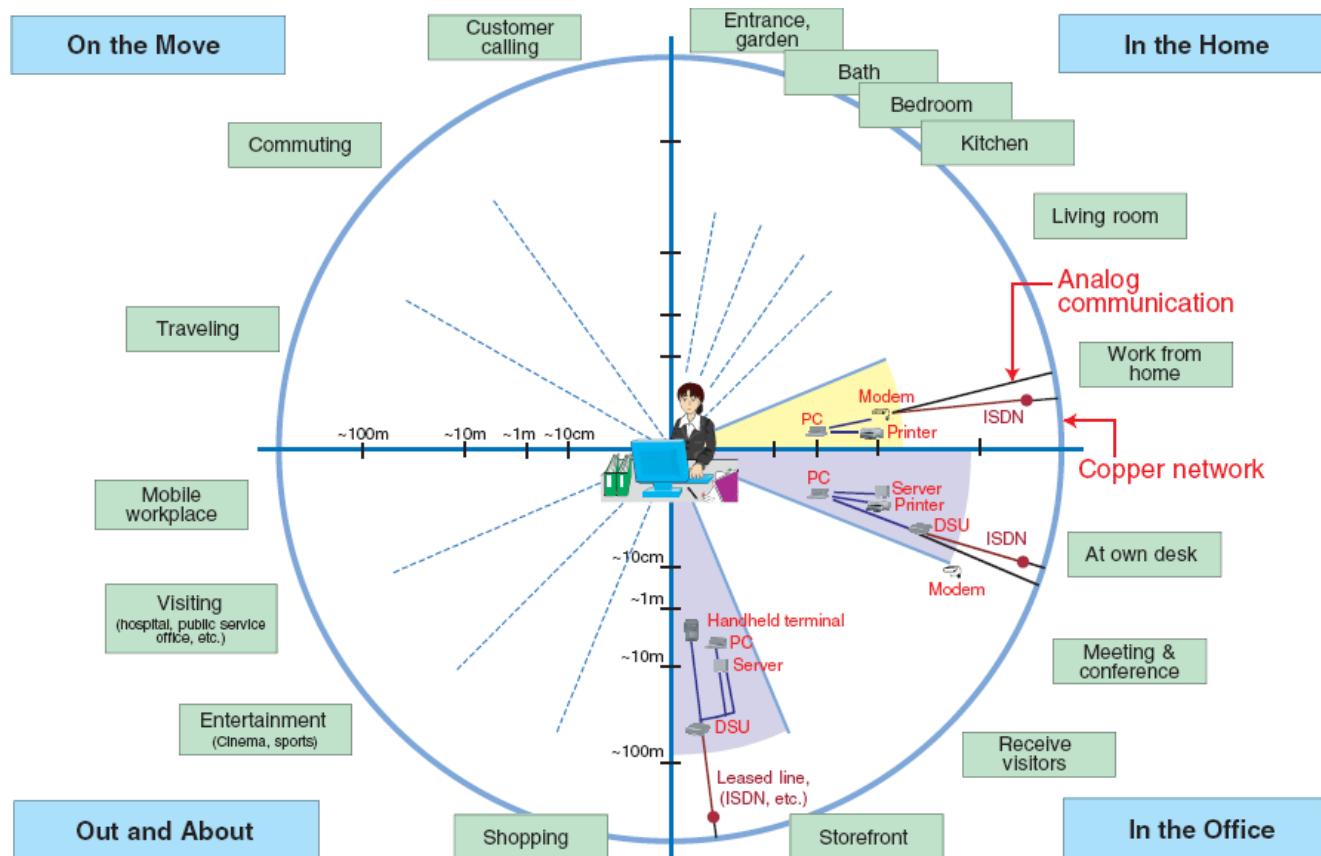 On the Move
Customer
calling
Entrance,
garden
In the Home
Bath
Bedroom
Kitchen
Commuting
Living room
Analog
communication
Traveling
Work from
home
Modem
ISDN
PC
Printer
~100m
~10m
~1m
~10cm
Copper network
Mobile
workplace
PC
Server
Printer
DSU
ISDN
At own desk
Modem
~10cm
~1m
Visiting
(hospital, public service
office, etc.)
Handheld terminal
PC
Server
~10m
Meeting &
conference
Entertainment
(Cinema, sports)
DSU
~100m
Receive
visitors
Leased line,
(ISDN, etc.)
Out and About
Shopping
Storefront
In the Office